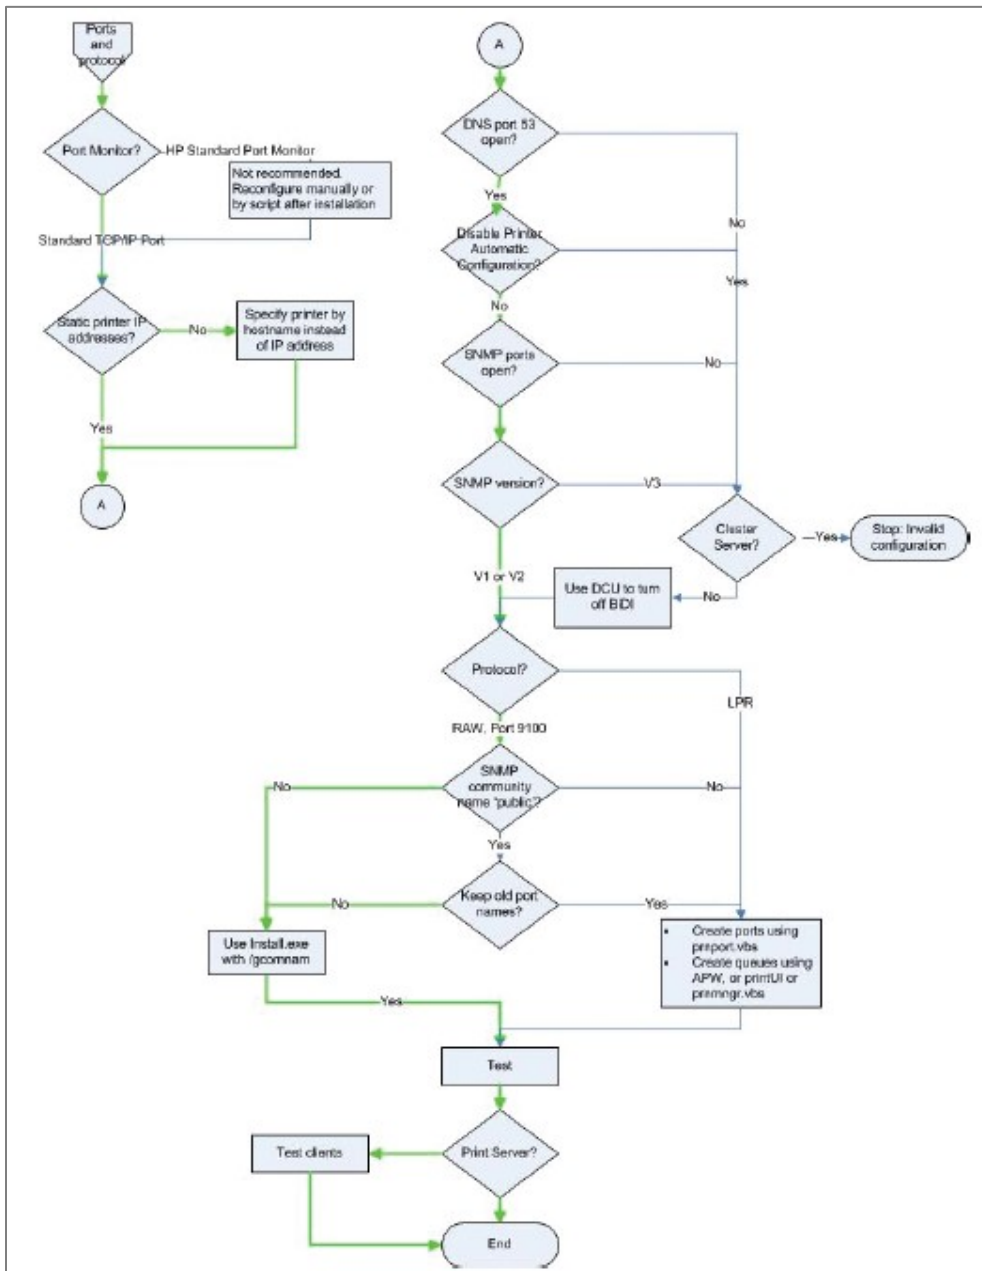 Ports
and
protocol
Port Monitor?
HP Standard Port Monitor
Not recommended.
Reconfigure manually or
by script after installation
Standard TCP/IP Port
Static printer IP
addresses?
No
Specify printer by
hostname instead
of IP address
Yes
A
A
DNS port 53
open?
Yes
No
Disable Printer
Automatic
Configuration?
Yes
No
SNMP ports
open?
No
SNMP version?
V3
Cluster
Server?
Yes
Stop: Invalid
configuration
V1 or V2
Use DCU to turn
off BiDi
No
Protocol?
LPR
RAW, Port 9100
SNMP
community
name "public"?
No
No
Yes
Keep old port
names?
No
Yes
Use Install.exe
with /gcomnam
• Create ports using
prnport.vbs
• Create queues using
APW, or printUI or
prnmngr.vbs
Yes
Test
Print Server?
Test clients
End